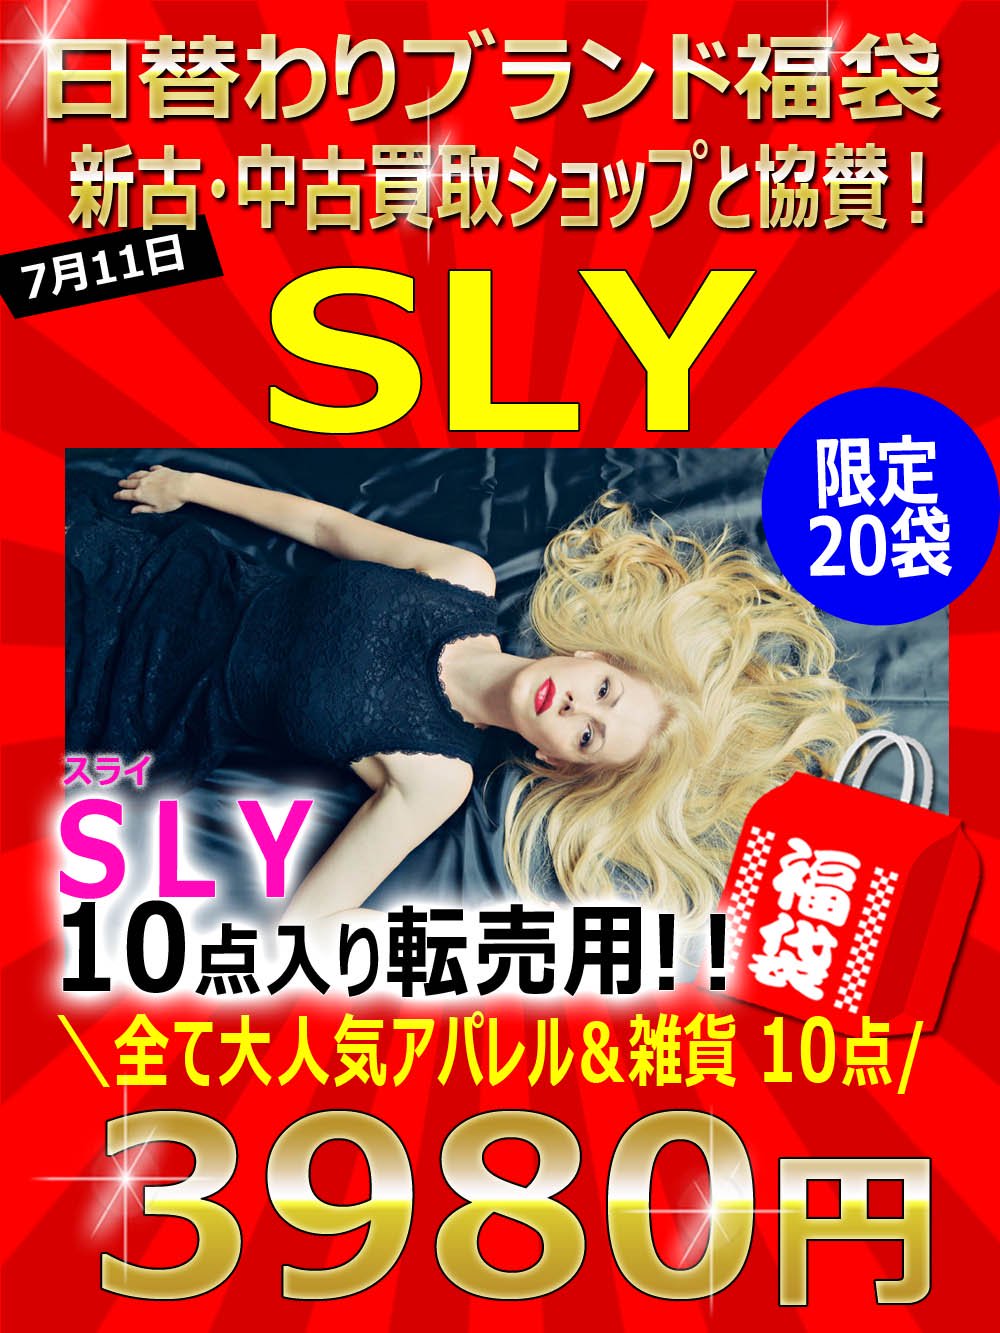 日替わりブランド福袋
新古・中古買取ショップと協賛！
7月11日
SLY
限定
20袋
スライ
SLY
10点入り転売用！！
福袋
\全て大人気アパレル＆雑貨 10点/
3980円